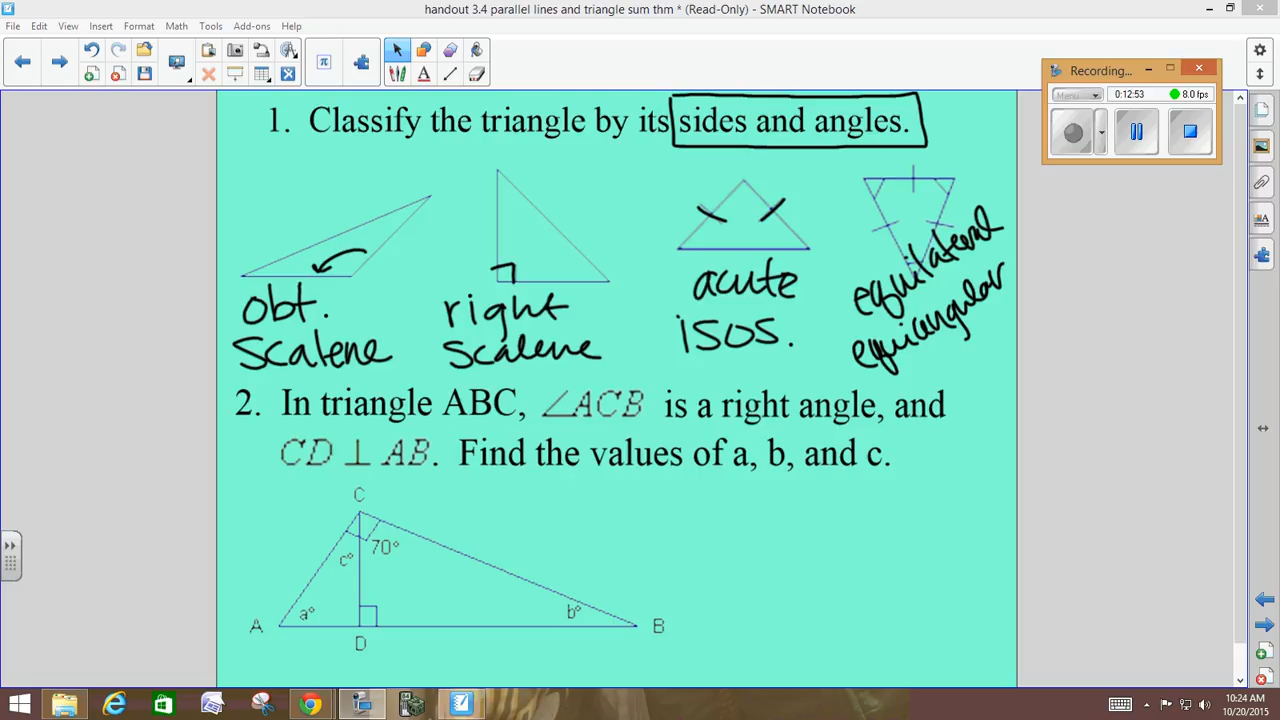 handout 3.4 parallel lines and triangle sum thm * (Read-Only) - SMART Notebook
File Edit View Insert Format Math Tools Add-ons Help
Recording...
Menu 0:12:53 8.0 fps
1. Classify the triangle by its sides and angles.
obt. scalene
right scalene
acute isos.
equilateral equiangular
2. In triangle ABC, ∠ACB is a right angle, and
CD ⊥ AB. Find the values of a, b, and c.
C
c° 70°
a° b°
A B
D
10:24 AM
10/20/2015